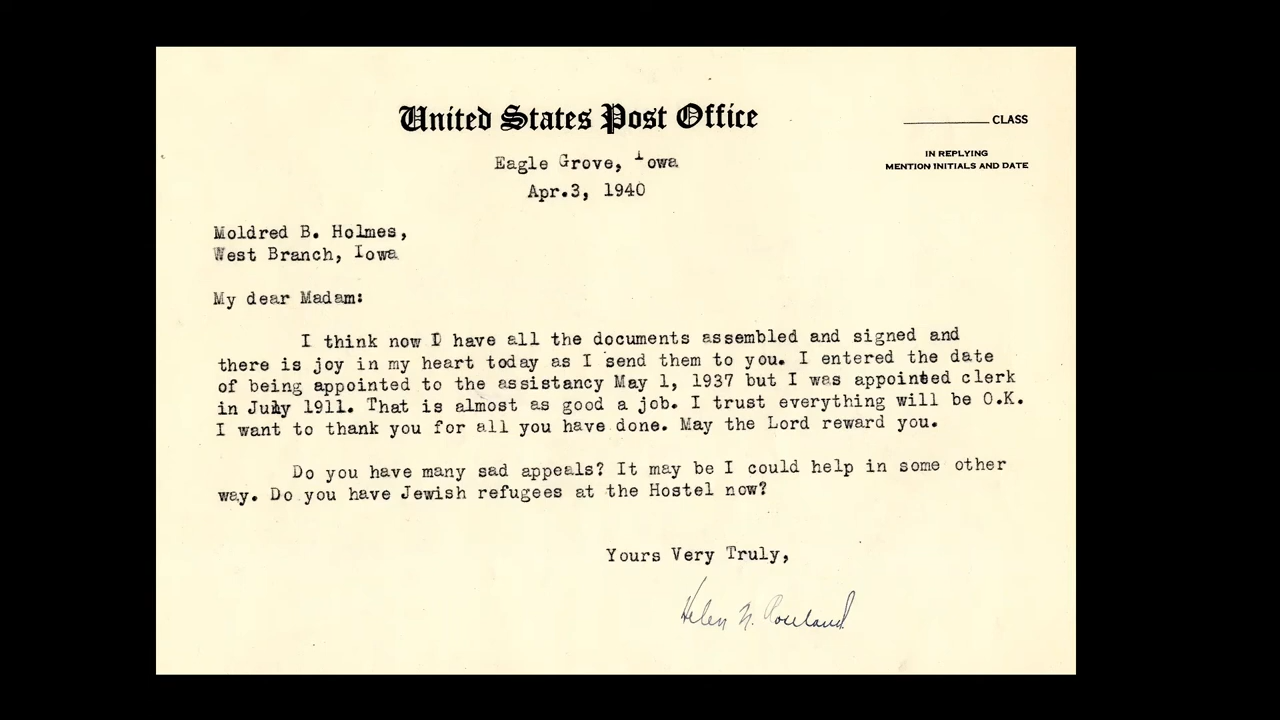 United States Post Office
_________ CLASS
IN REPLYING
MENTION INITIALS AND DATE
Eagle Grove, Iowa
Apr.3, 1940
Moldred B. Holmes,
West Branch, Iowa
My dear Madam:
I think now I have all the documents assembled and signed and
there is joy in my heart today as I send them to you. I entered the date
of being appointed to the assistancy May 1, 1937 but I was appointed clerk
in July 1911. That is almost as good a job. I trust everything will be O.K.
I want to thank you for all you have done. May the Lord reward you.
Do you have many sad appeals? It may be I could help in some other
way. Do you have Jewish refugees at the Hostel now?
Yours Very Truly,
Helen N. Roseland